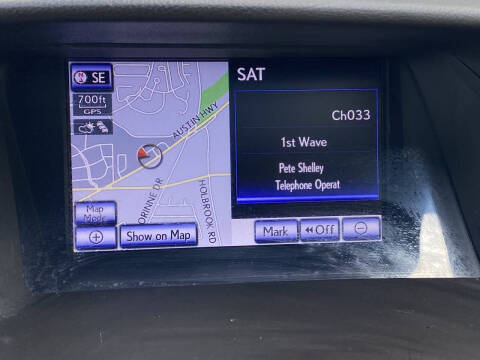 SE
SAT
700ft
GPS
Ch033
AUSTIN HWY
1st Wave
Pete Shelley
Telephone Operat
CORINNE DR
HOLBROOK RD
Map
Mode
Show on Map
Mark
Off